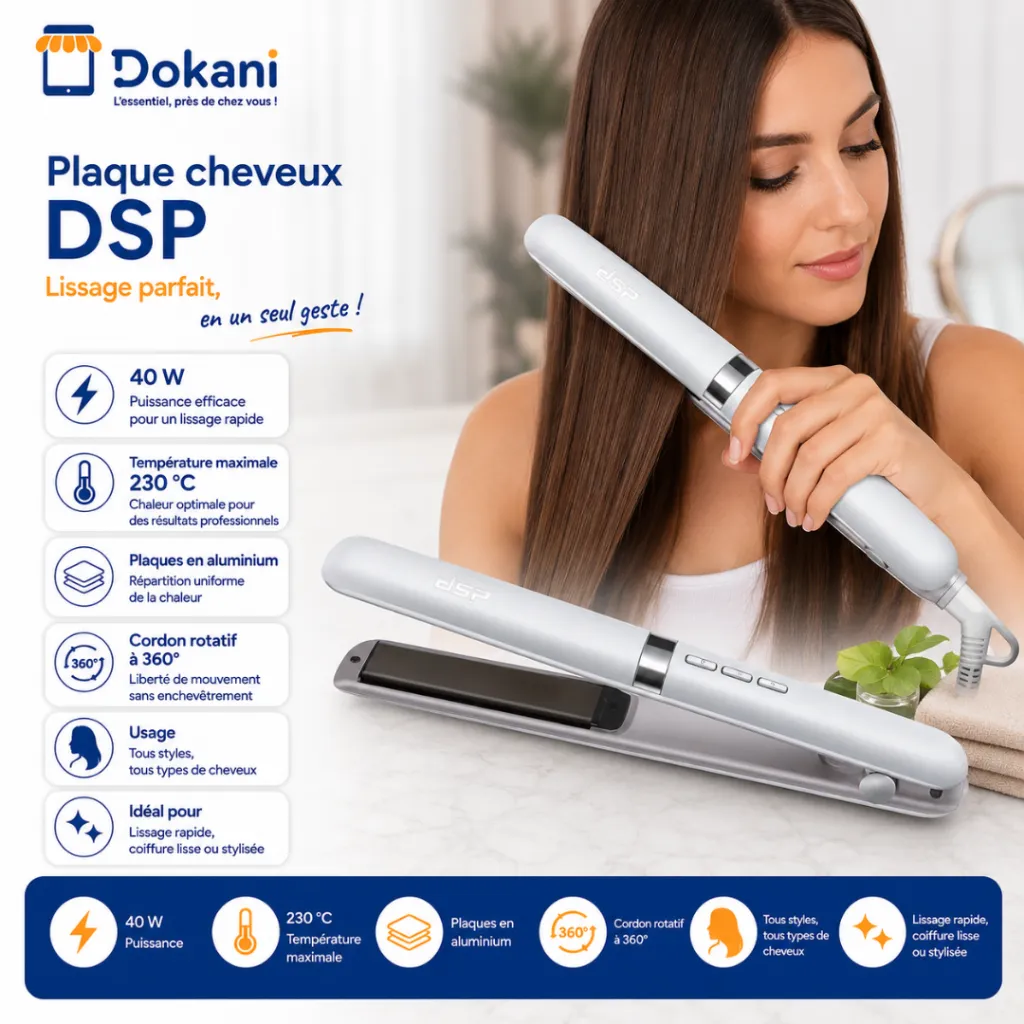 Dokani
L'essentiel, près de chez vous !
Plaque cheveux
DSP
Lissage parfait,
en un seul geste !
40 W
Puissance efficace
pour un lissage rapide
Température maximale
230 °C
Chaleur optimale pour
des résultats professionnels
Plaques en aluminium
Répartition uniforme
de la chaleur
360°
Cordon rotatif
à 360°
Liberté de mouvement
sans enchevêtrement
Usage
Tous styles,
tous types de cheveux
Idéal pour
Lissage rapide,
coiffure lisse ou stylisée
dsp
dsp
40 W
Puissance
230 °C
Température
maximale
Plaques en
aluminium
360°
Cordon rotatif
à 360°
Tous styles,
tous types de
cheveux
Lissage rapide,
coiffure lisse
ou stylisée